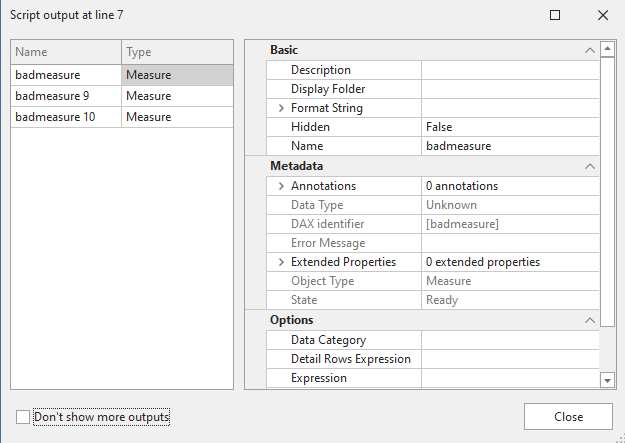 Script output at line 7
Name Type
badmeasure Measure
badmeasure 9 Measure
badmeasure 10 Measure
Basic
Description
Display Folder
Format String
Hidden False
Name badmeasure
Metadata
Annotations 0 annotations
Data Type Unknown
DAX identifier [badmeasure]
Error Message
Extended Properties 0 extended properties
Object Type Measure
State Ready
Options
Data Category
Detail Rows Expression
Expression
Don't show more outputs
Close